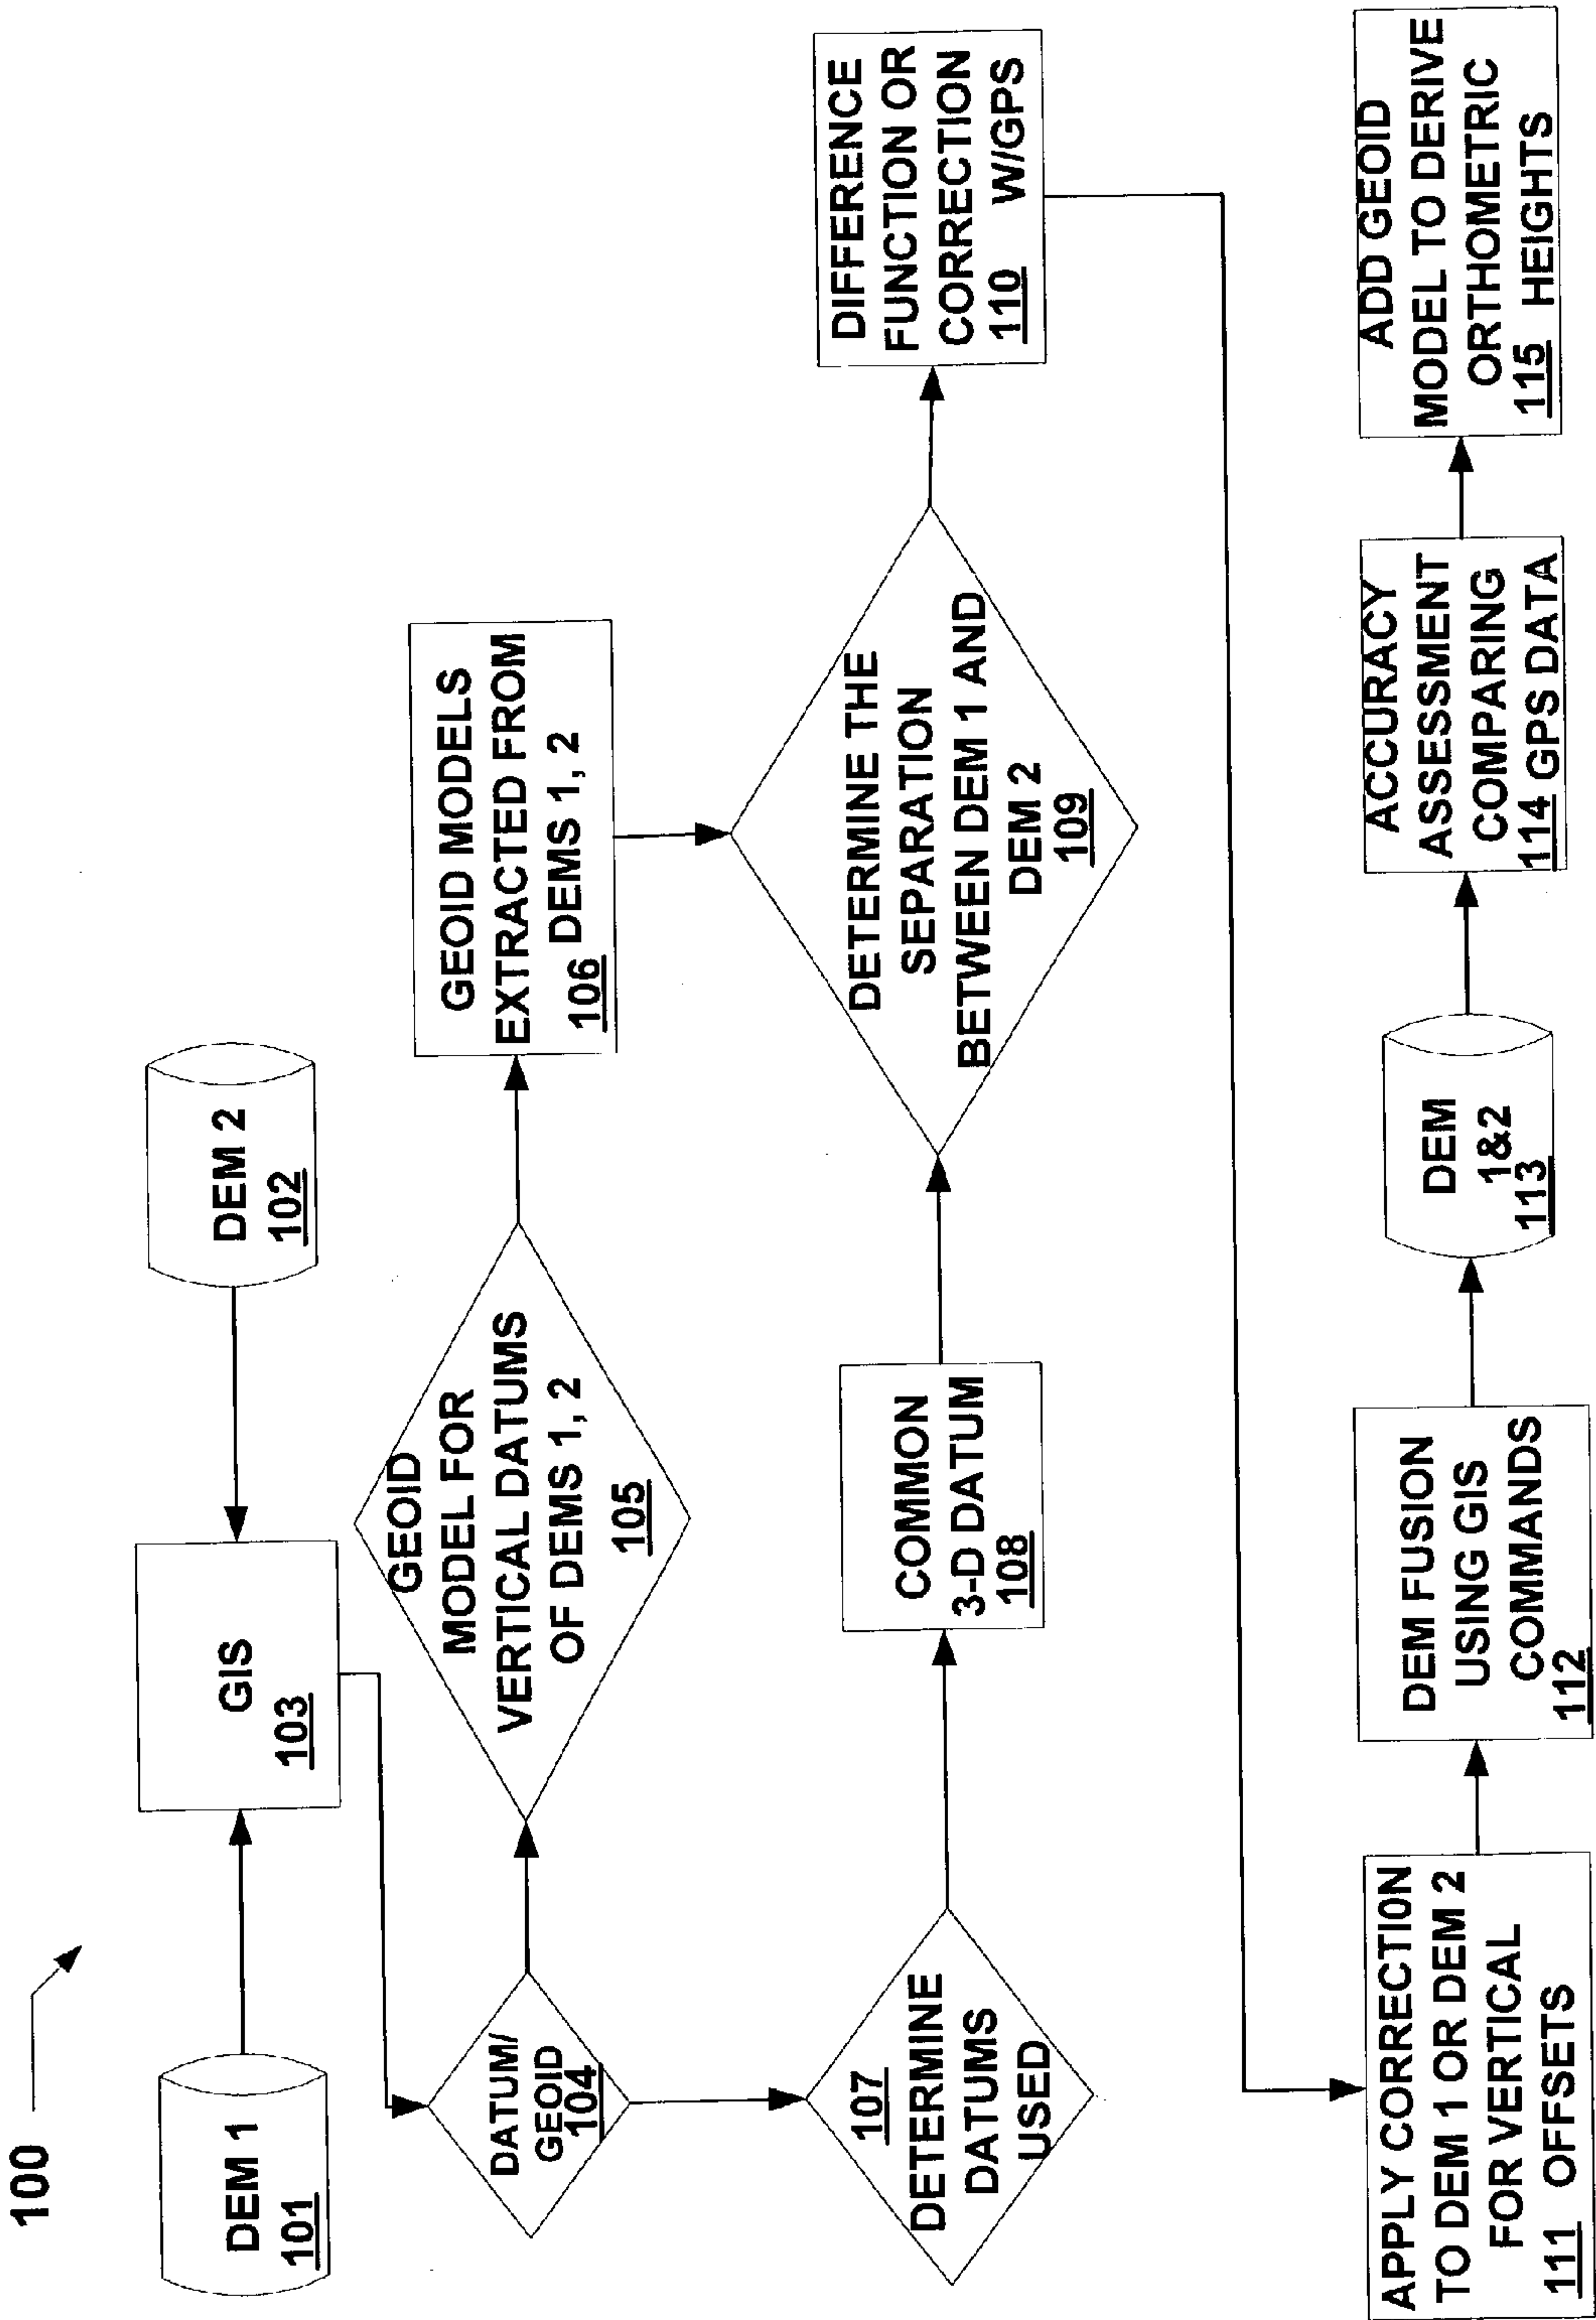 100
DEM 1
101
GIS
103
DEM 2
102
DATUM/
GEOID
104
GEOID
MODEL FOR
VERTICAL DATUMS
OF DEMS 1, 2
105
GEOID MODELS
EXTRACTED FROM
106 DEMS 1, 2
107
DETERMINE
DATUMS
USED
COMMON
3-D DATUM
108
DETERMINE THE
SEPARATION
BETWEEN DEM 1 AND
DEM 2
109
DIFFERENCE
FUNCTION OR
CORRECTION
110 W/GPS
APPLY CORRECTION
TO DEM 1 OR DEM 2
FOR VERTICAL
111 OFFSETS
DEM FUSION
USING GIS
COMMANDS
112
DEM
1&2
113
ACCURACY
ASSESSMENT
COMPARING
114 GPS DATA
ADD GEOID
MODEL TO DERIVE
ORTHOMETRIC
115 HEIGHTS